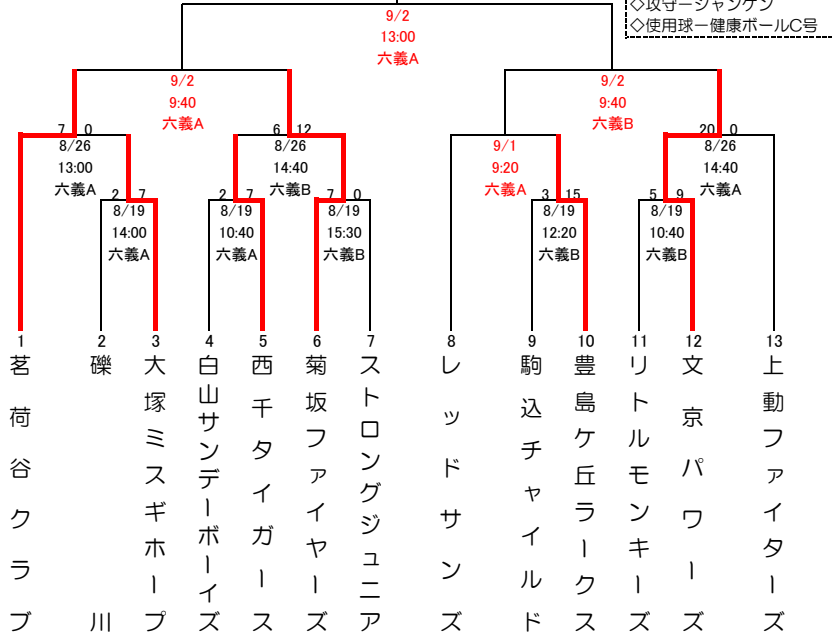 ◇攻守－ジャンケン
◇使用球－健康ボールC号
9/2
13:00
六義A
9/2
9:40
六義A
9/2
9:40
六義B
7 0
8/26
13:00
六義A
6 12
8/26
14:40
六義B
9/1
9:20
六義A
20 0
8/26
14:40
六義A
2 7
8/19
14:00
六義A
2 7
8/19
10:40
六義A
7 0
8/19
15:30
六義B
3 15
8/19
12:20
六義B
5 9
8/19
10:40
六義B
1
茗荷谷クラブ
2
礫川
3
大塚ミスギホープ
4
白山サンデーボーイズ
5
西千タイガース
6
菊坂ファイヤーズ
7
ストロングジュニア
8
レッドサンズ
9
駒込チャイルド
10
豊島ケ丘ラークス
11
リトルモンキーズ
12
文京パワーズ
13
上動ファイターズ